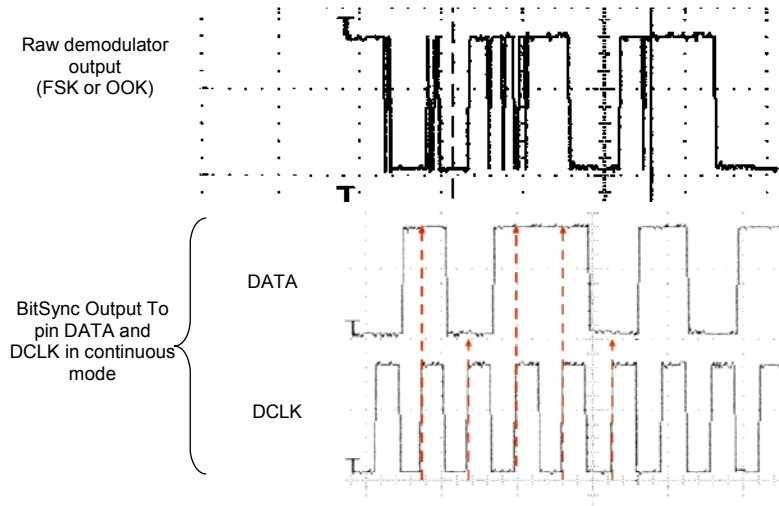 Raw demodulator
output
(FSK or OOK)
DATA
BitSync Output To
pin DATA and
DCLK in continuous
mode
DCLK